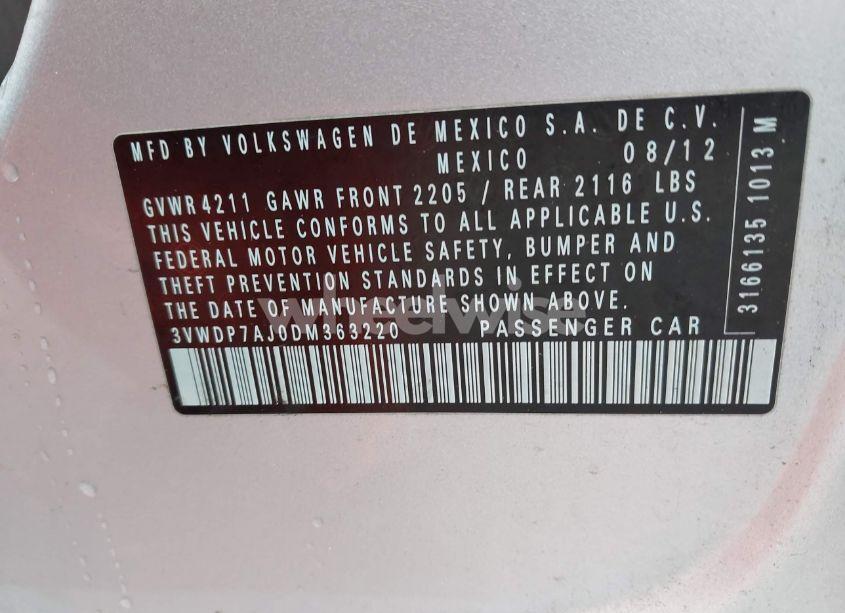 MFD BY VOLKSWAGEN DE MEXICO S.A. DE C.V.
MEXICO 08/12
GVWR 4211 GAWR FRONT 2205 / REAR 2116 LBS
THIS VEHICLE CONFORMS TO ALL APPLICABLE U.S.
FEDERAL MOTOR VEHICLE SAFETY, BUMPER AND
THEFT PREVENTION STANDARDS IN EFFECT ON
THE DATE OF MANUFACTURE SHOWN ABOVE.
3VWDP7AJ0DM363220 PASSENGER CAR
3166135 1013 M
wheelwise